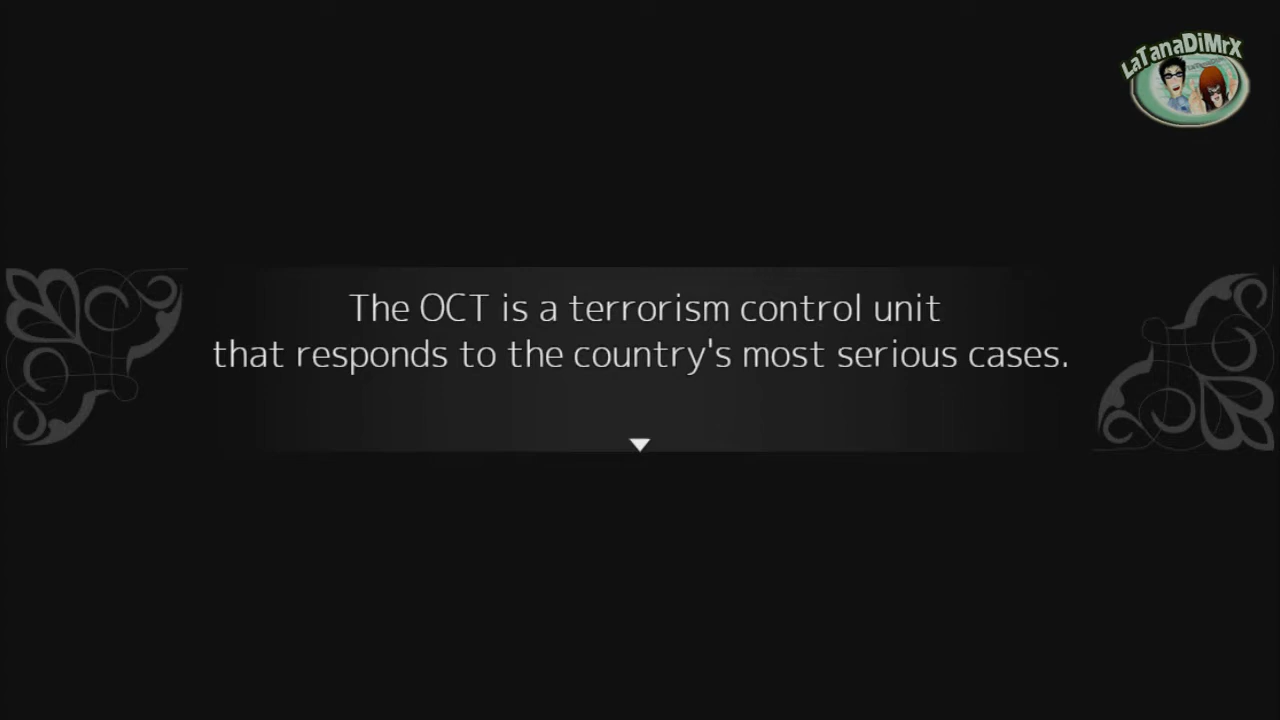 LaTanaDiMrX
The OCT is a terrorism control unit
that responds to the country's most serious cases.